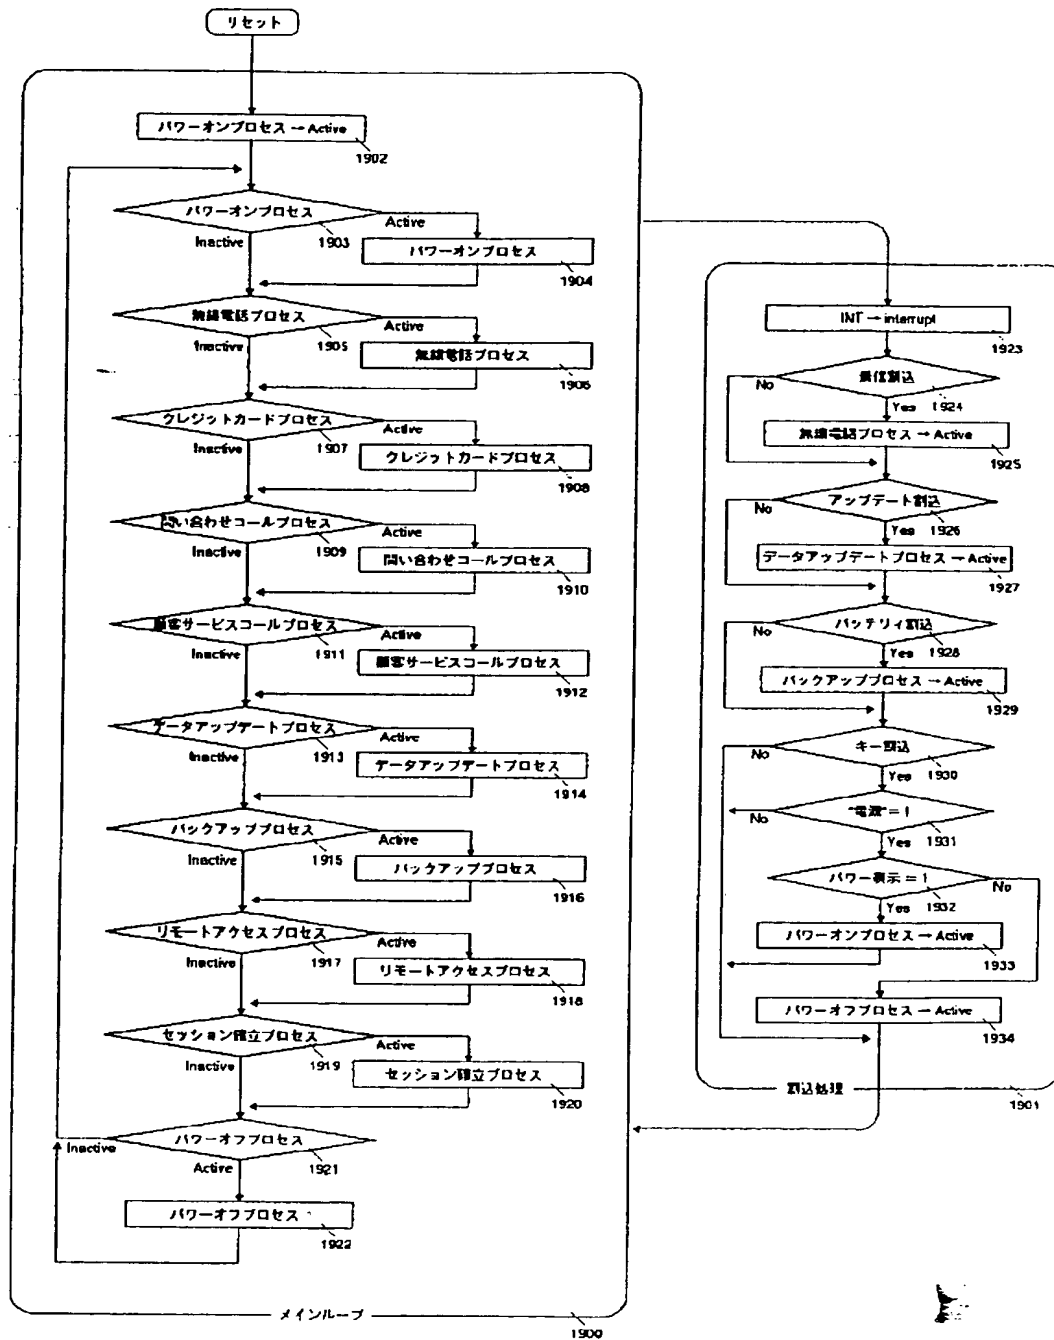 リセット
パワーオンプロセス → Active
1902
パワーオンプロセス
1903
Active
Inactive
パワーオンプロセス
1904
無線電話プロセス
1905
Active
Inactive
無線電話プロセス
1906
クレジットカードプロセス
1907
Active
Inactive
クレジットカードプロセス
1908
問い合わせコールプロセス
1909
Active
Inactive
問い合わせコールプロセス
1910
顧客サービスコールプロセス
1911
Active
Inactive
顧客サービスコールプロセス
1912
データアップデートプロセス
1913
Active
Inactive
データアップデートプロセス
1914
バックアッププロセス
1915
Active
Inactive
バックアッププロセス
1916
リモートアクセスプロセス
1917
Active
Inactive
リモートアクセスプロセス
1918
セッション確立プロセス
1919
Active
Inactive
セッション確立プロセス
1920
パワーオフプロセス
1921
Inactive
Active
パワーオフプロセス
1922
メインループ
1900
INT → interrupt
1923
着信割込
1924
No
Yes
無線電話プロセス → Active
1925
アップデート割込
1926
No
Yes
データアップデートプロセス → Active
1927
バッテリィ割込
1928
No
Yes
バックアッププロセス → Active
1929
キー割込
1930
No
Yes
"電源" = 1
1931
No
Yes
パワー表示 = 1
1932
No
Yes
パワーオンプロセス → Active
1933
パワーオフプロセス → Active
1934
割込処理
1901